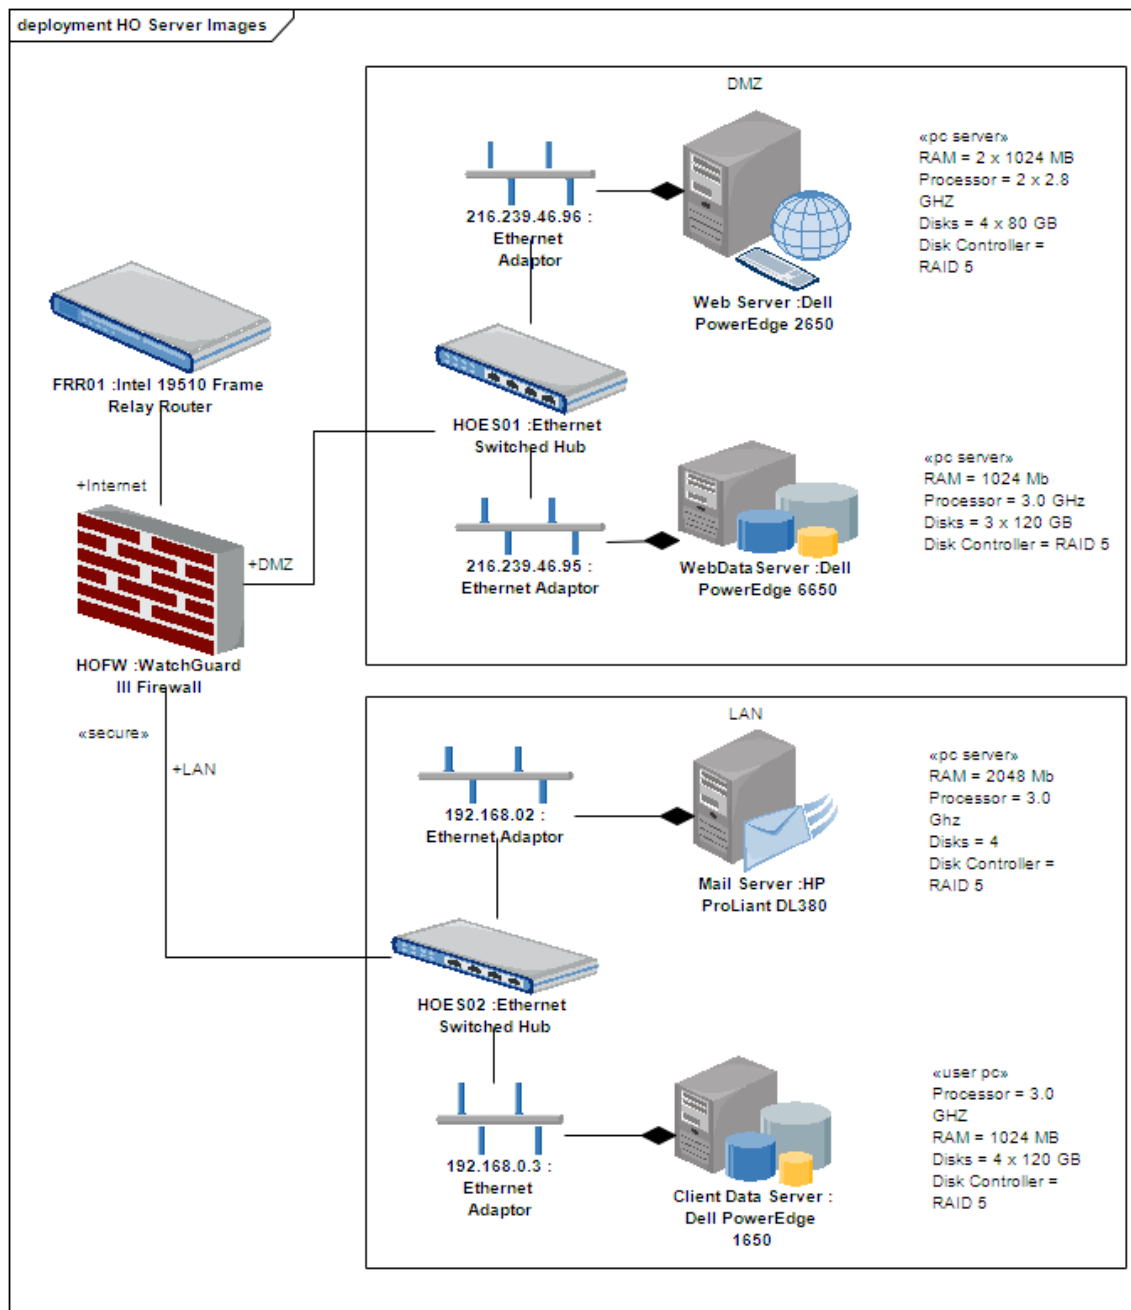 deployment HO Server Images
DMZ
216.239.46.96 :
Ethernet
Adaptor
Web Server :Dell
PowerEdge 2650
«pc server»
RAM = 2 x 1024 MB
Processor = 2 x 2.8
GHZ
Disks = 4 x 80 GB
Disk Controller =
RAID 5
FRR01 :Intel 19510 Frame
Relay Router
HOES01 :Ethernet
Switched Hub
+Internet
+DMZ
216.239.46.95 :
Ethernet Adaptor
WebDataServer :Dell
PowerEdge 6650
«pc server»
RAM = 1024 Mb
Processor = 3.0 GHz
Disks = 3 x 120 GB
Disk Controller = RAID 5
HOFW :WatchGuard
III Firewall
«secure»
+LAN
LAN
192.168.02 :
Ethernet Adaptor
Mail Server :HP
ProLiant DL380
«pc server»
RAM = 2048 Mb
Processor = 3.0
Ghz
Disks = 4
Disk Controller =
RAID 5
HOES02 :Ethernet
Switched Hub
192.168.0.3 :
Ethernet
Adaptor
Client Data Server :
Dell PowerEdge
1650
«user pc»
Processor = 3.0
GHZ
RAM = 1024 MB
Disks = 4 x 120 GB
Disk Controller =
RAID 5